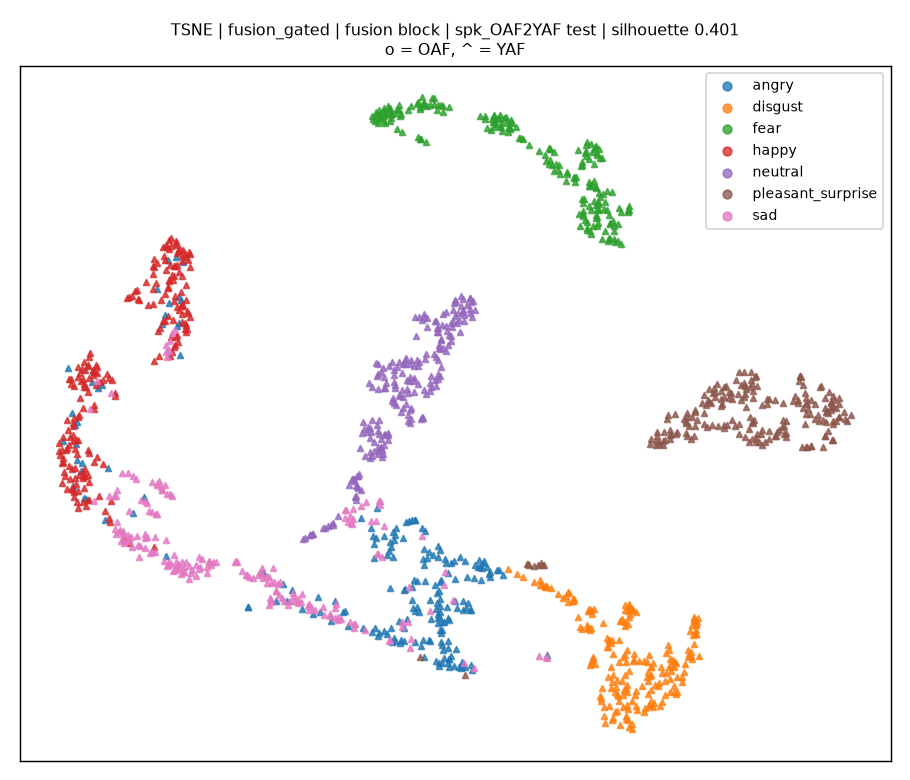 TSNE | fusion_gated | fusion block | spk_OAF2YAF test | silhouette 0.401
o = OAF, ^ = YAF
angry
disgust
fear
happy
neutral
pleasant_surprise
sad